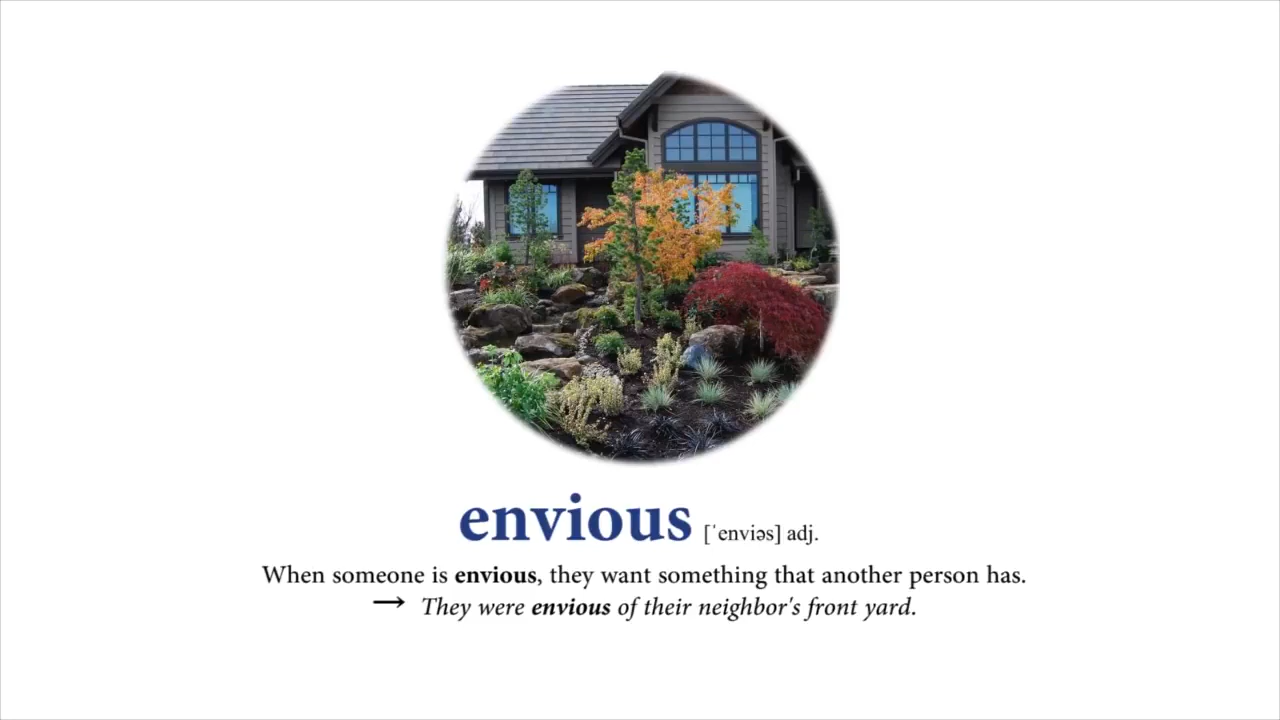 envious [ˈenviəs] adj.
When someone is envious, they want something that another person has.
→ They were envious of their neighbor's front yard.